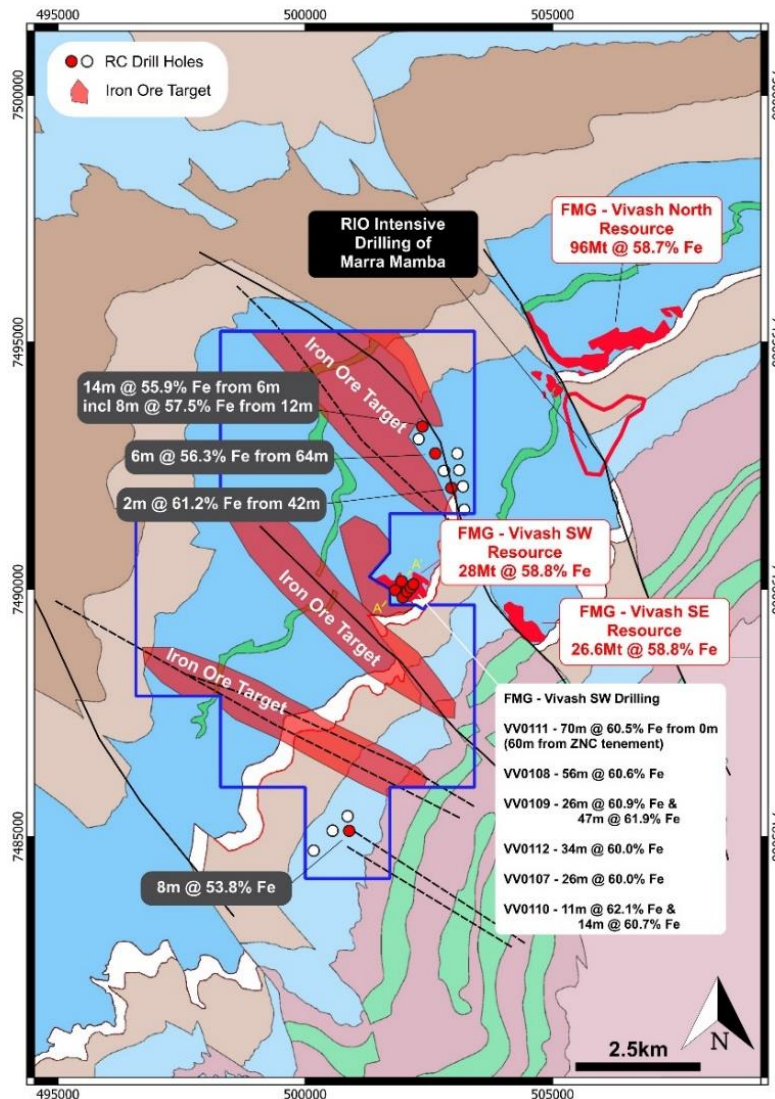 495000
500000
505000
RC Drill Holes
Iron Ore Target
7500000
7500000
RIO Intensive
Drilling of
Marra Mamba
FMG - Vivash North
Resource
96Mt @ 58.7% Fe
7495000
7495000
Iron Ore Target
14m @ 55.9% Fe from 6m
incl 8m @ 57.5% Fe from 12m
6m @ 56.3% Fe from 64m
2m @ 61.2% Fe from 42m
FMG - Vivash SW
Resource
28Mt @ 58.8% Fe
A'
A'
7490000
7490000
Iron Ore Target
FMG - Vivash SE
Resource
26.6Mt @ 58.8% Fe
Iron Ore Target
FMG - Vivash SW Drilling
VV0111 - 70m @ 60.5% Fe from 0m
(60m from ZNC tenement)
VV0108 - 56m @ 60.6% Fe
VV0109 - 26m @ 60.9% Fe &
47m @ 61.9% Fe
VV0112 - 34m @ 60.0% Fe
VV0107 - 26m @ 60.0% Fe
VV0110 - 11m @ 62.1% Fe &
14m @ 60.7% Fe
7485000
7485000
8m @ 53.8% Fe
N
2.5km
495000
500000
505000